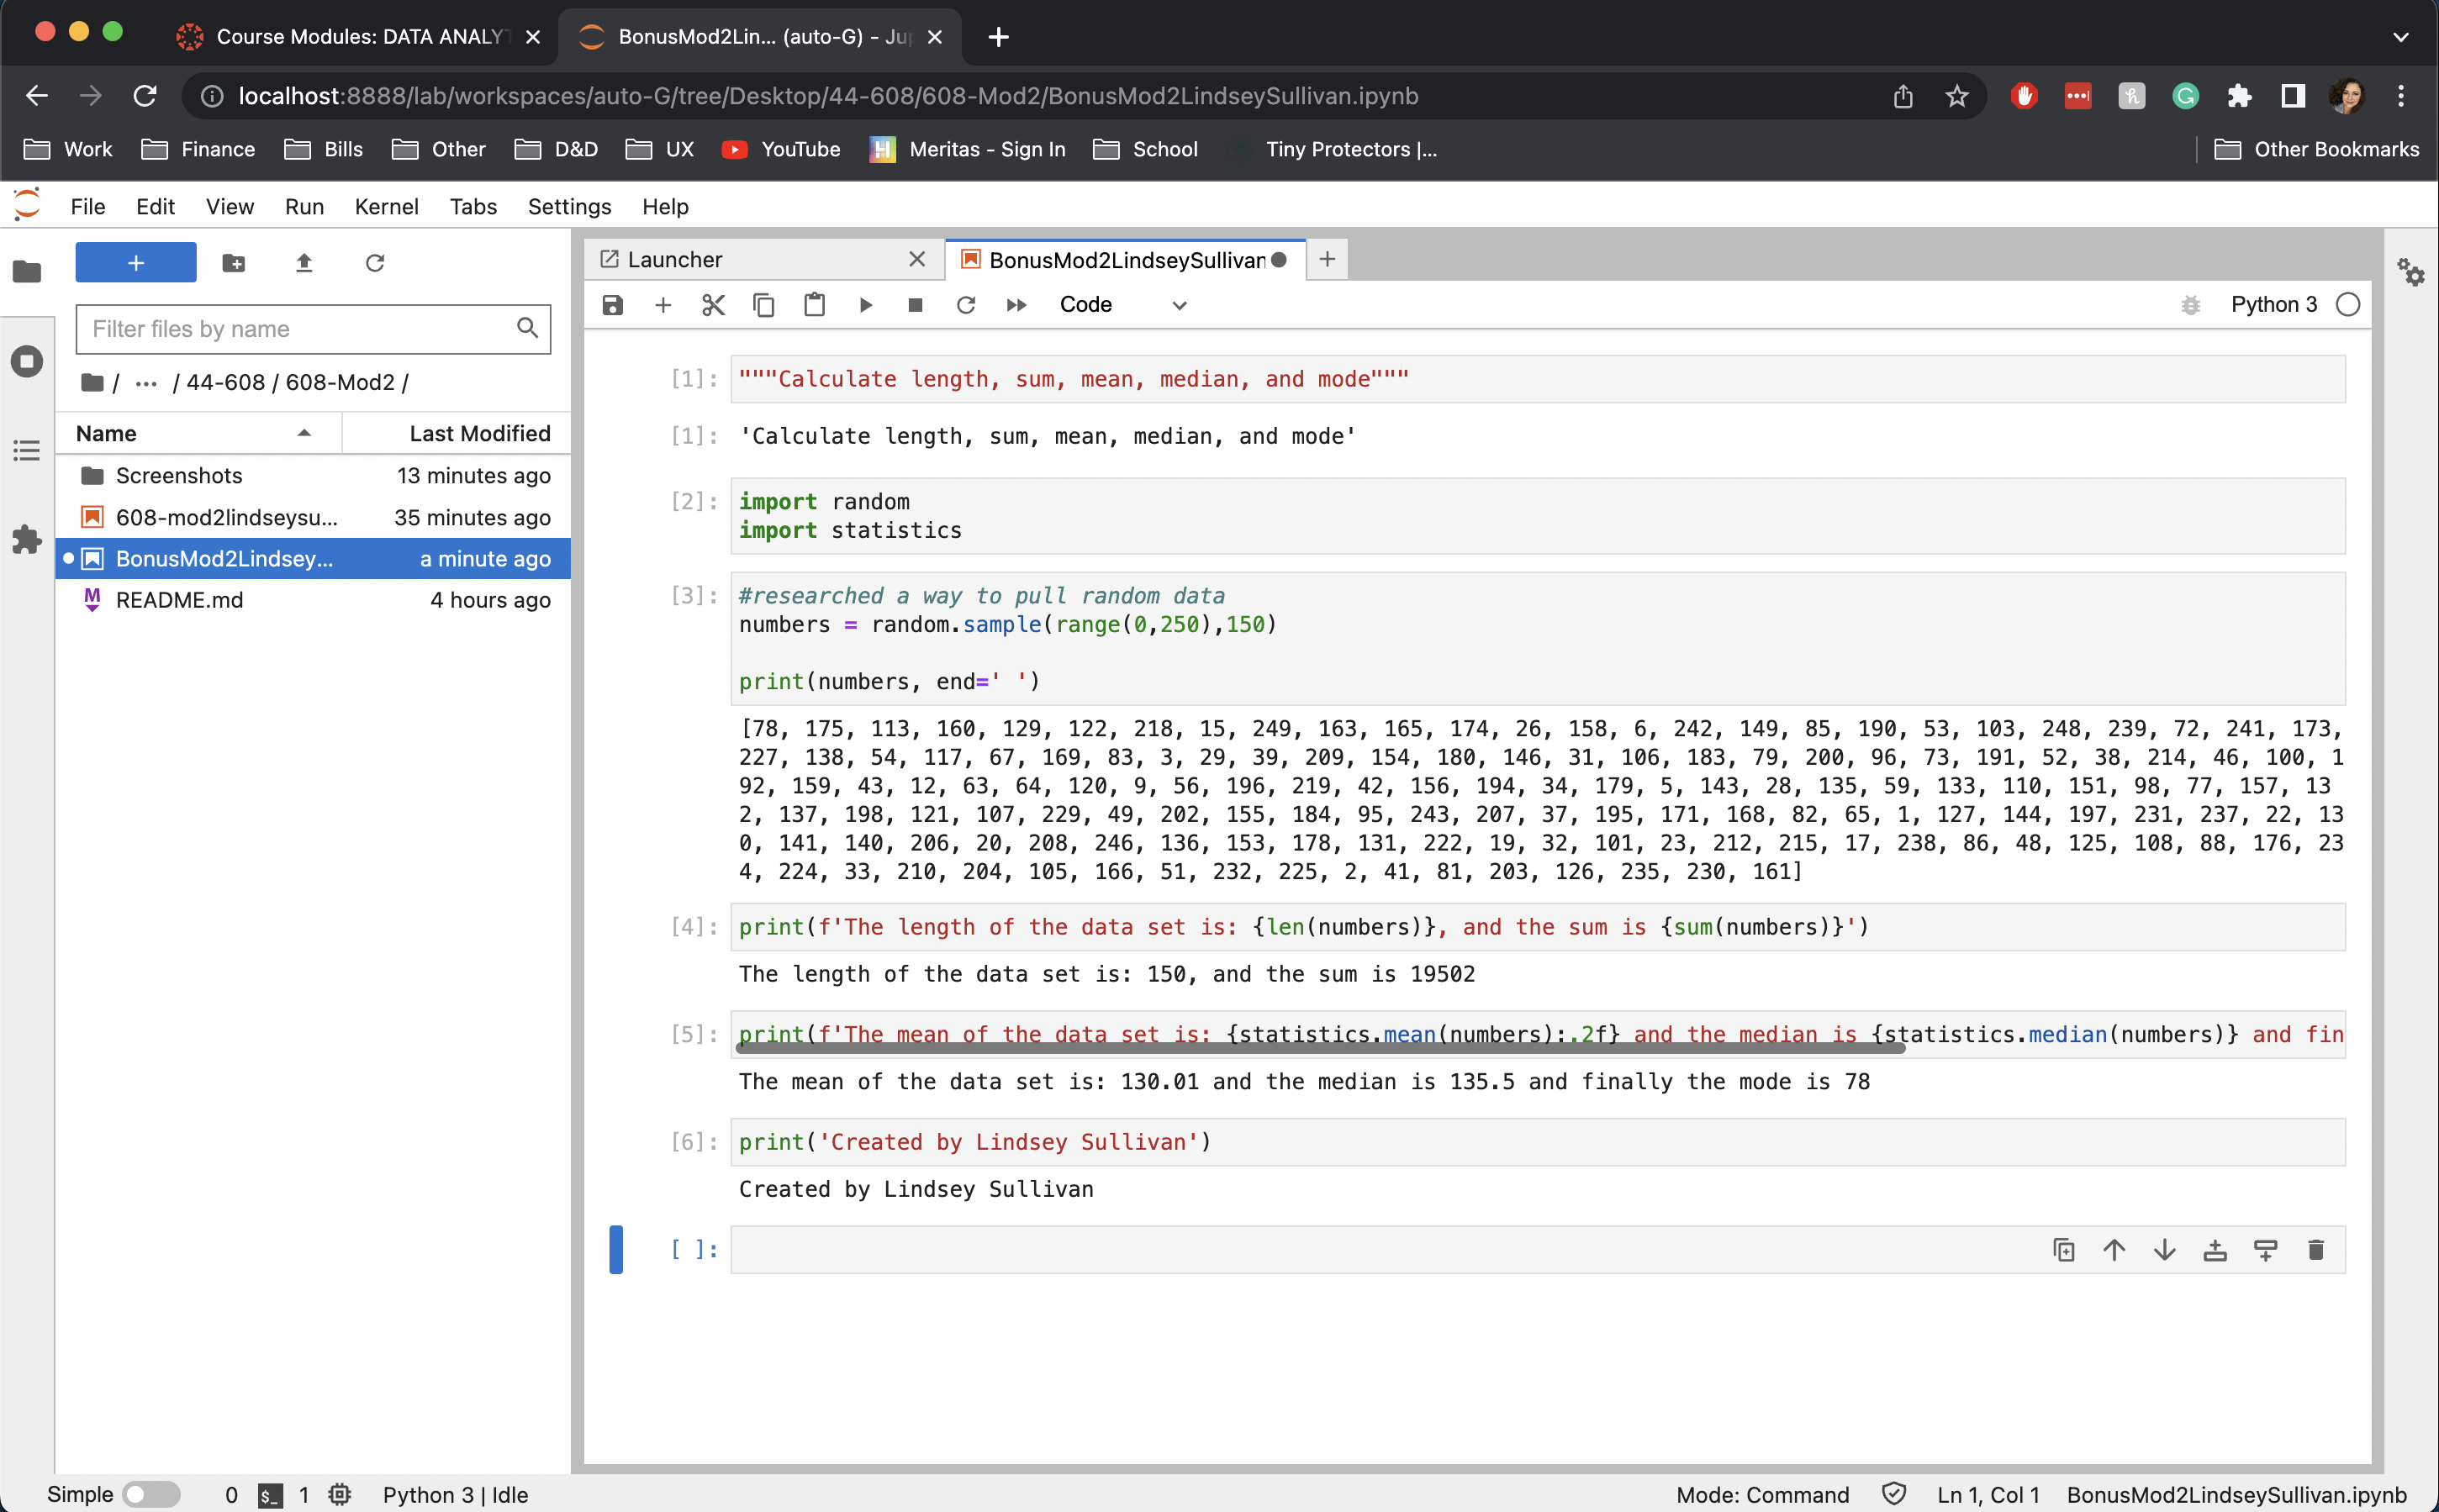 Course Modules: DATA ANALYT
BonusMod2Lin... (auto-G) - Jup
localhost:8888/lab/workspaces/auto-G/tree/Desktop/44-608/608-Mod2/BonusMod2LindseySullivan.ipynb
Work Finance Bills Other D&D UX YouTube Meritas - Sign In School Tiny Protectors |... Other Bookmarks
File Edit View Run Kernel Tabs Settings Help
Filter files by name
/ ··· / 44-608 / 608-Mod2 /
Name Last Modified
Screenshots 13 minutes ago
608-mod2lindseysu... 35 minutes ago
BonusMod2Lindsey... a minute ago
README.md 4 hours ago
Launcher
BonusMod2LindseySullivan
Code
Python 3
[1]: """Calculate length, sum, mean, median, and mode"""
[1]: 'Calculate length, sum, mean, median, and mode'
[2]: import random
import statistics
[3]: #researched a way to pull random data
numbers = random.sample(range(0,250),150)
print(numbers, end=' ')
[78, 175, 113, 160, 129, 122, 218, 15, 249, 163, 165, 174, 26, 158, 6, 242, 149, 85, 190, 53, 103, 248, 239, 72, 241, 173,
227, 138, 54, 117, 67, 169, 83, 3, 29, 39, 209, 154, 180, 146, 31, 106, 183, 79, 200, 96, 73, 191, 52, 38, 214, 46, 100, 1
92, 159, 43, 12, 63, 64, 120, 9, 56, 196, 219, 42, 156, 194, 34, 179, 5, 143, 28, 135, 59, 133, 110, 151, 98, 77, 157, 13
2, 137, 198, 121, 107, 229, 49, 202, 155, 184, 95, 243, 207, 37, 195, 171, 168, 82, 65, 1, 127, 144, 197, 231, 237, 22, 13
0, 141, 140, 206, 20, 208, 246, 136, 153, 178, 131, 222, 19, 32, 101, 23, 212, 215, 17, 238, 86, 48, 125, 108, 88, 176, 23
4, 224, 33, 210, 204, 105, 166, 51, 232, 225, 2, 41, 81, 203, 126, 235, 230, 161]
[4]: print(f'The length of the data set is: {len(numbers)}, and the sum is {sum(numbers)}')
The length of the data set is: 150, and the sum is 19502
[5]: print(f'The mean of the data set is: {statistics.mean(numbers):.2f} and the median is {statistics.median(numbers)} and fin
The mean of the data set is: 130.01 and the median is 135.5 and finally the mode is 78
[6]: print('Created by Lindsey Sullivan')
Created by Lindsey Sullivan
[ ]:
Simple 0 $_ 1 Python 3 | Idle
Mode: Command Ln 1, Col 1 BonusMod2LindseySullivan.ipynb